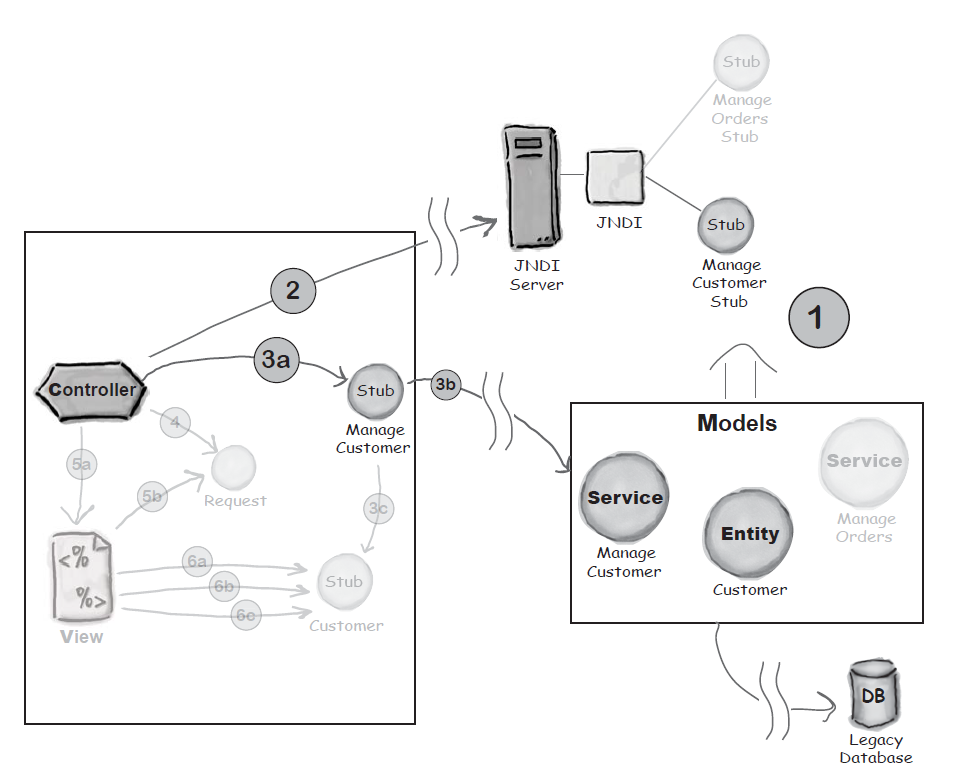 Stub
Manage
Orders
Stub
JNDI
Stub
JNDI
Server
Manage
Customer
Stub
1
2
3a
Controller
Stub
3b
Manage
Customer
4
5a
Request
5b
3c
<%
%>
View
6a
6b
6c
Stub
Customer
Models
Service
Manage
Customer
Entity
Customer
Service
Manage
Orders
DB
Legacy
Database